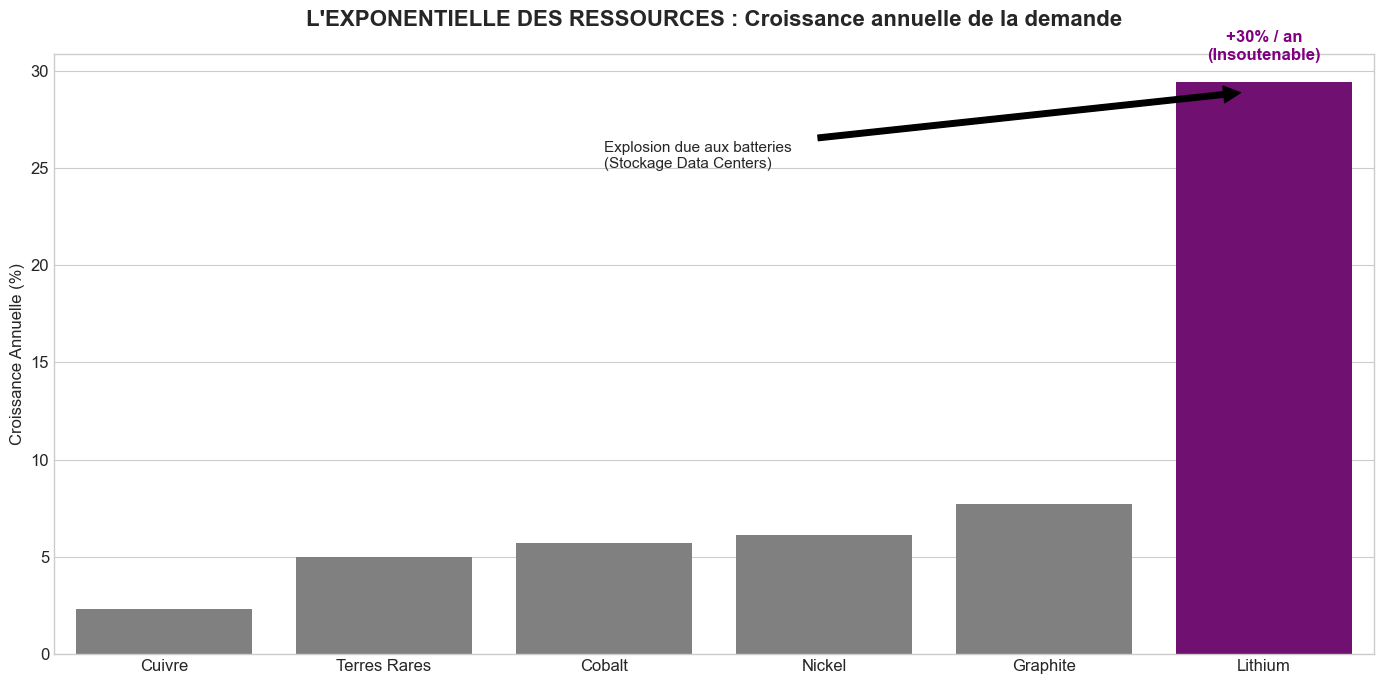 L'EXPONENTIELLE DES RESSOURCES : Croissance annuelle de la demande
+30% / an
(Insoutenable)
Explosion due aux batteries
(Stockage Data Centers)
Croissance Annuelle (%)
30
25
20
15
10
5
0
Cuivre
Terres Rares
Cobalt
Nickel
Graphite
Lithium